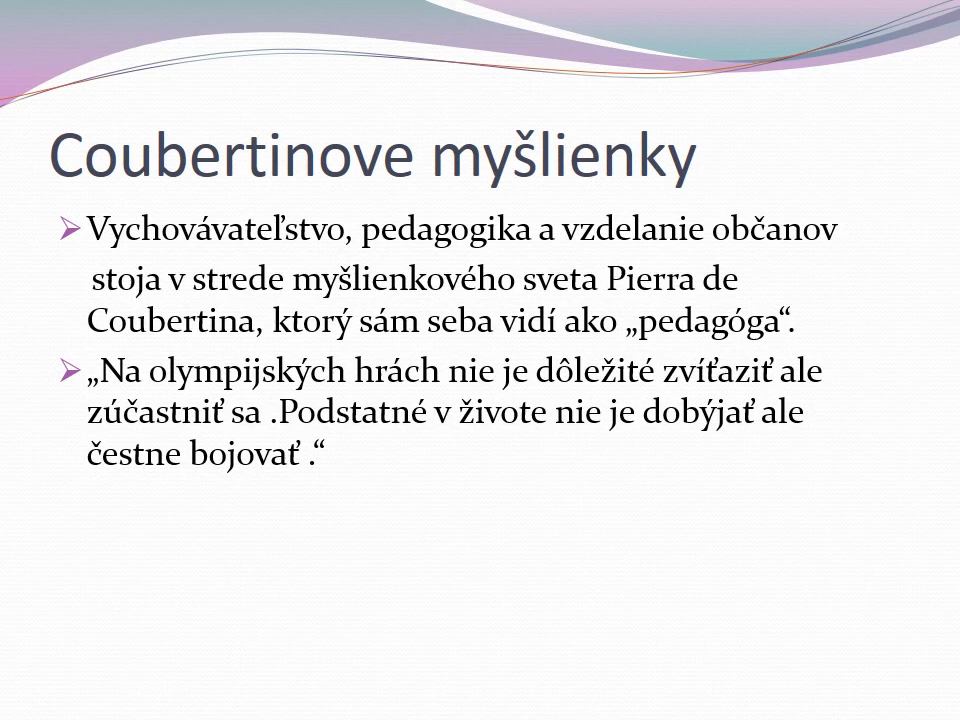 Coubertinove myšlienky
Vychovávateľstvo, pedagogika a vzdelanie občanov
stoja v strede myšlienkového sveta Pierra de
Coubertina, ktorý sám seba vidí ako „pedagóga“.
„Na olympijských hrách nie je dôležité zvíťaziť ale
zúčastniť sa .Podstatné v živote nie je dobýjať ale
čestne bojovať .“